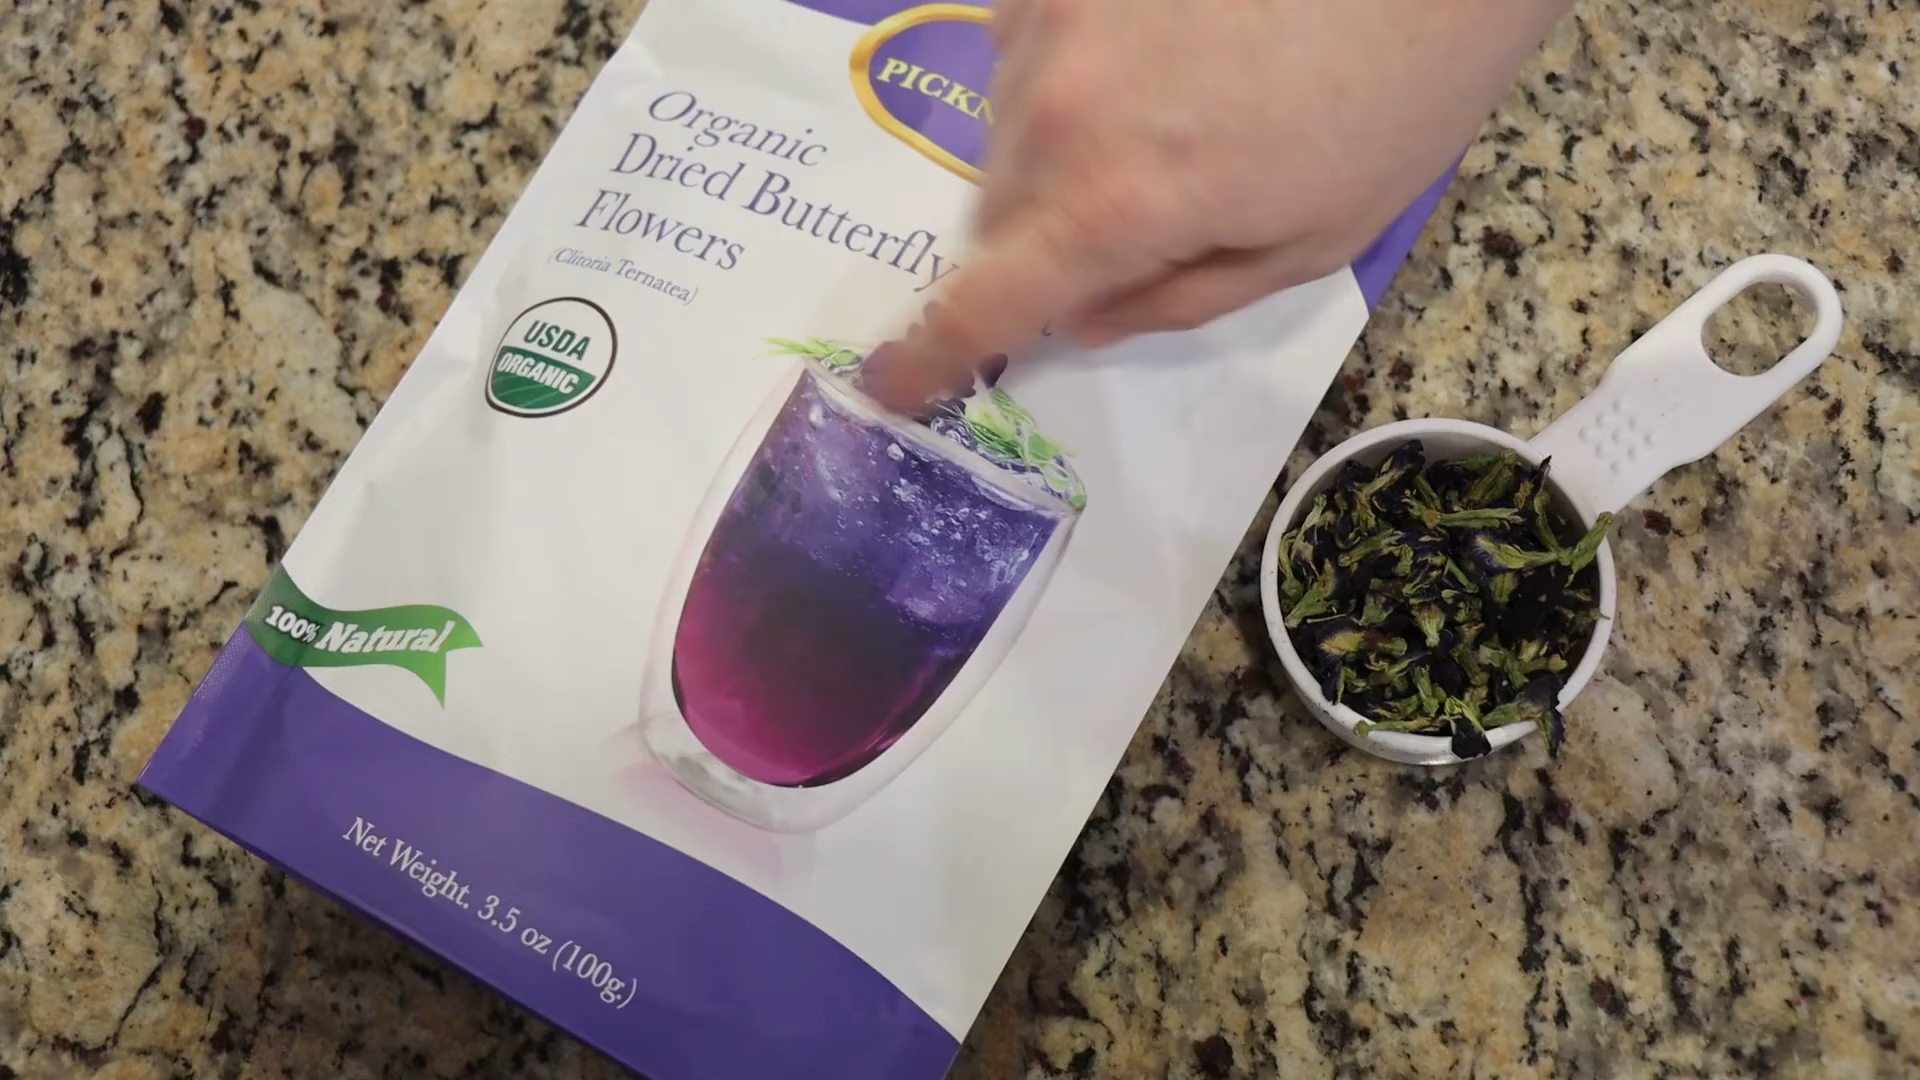 PICKN
Organic
Dried Butterfly
Flowers
(Clitoria Ternatea)
USDA
ORGANIC
100% Natural
Net Weight. 3.5 oz (100g.)